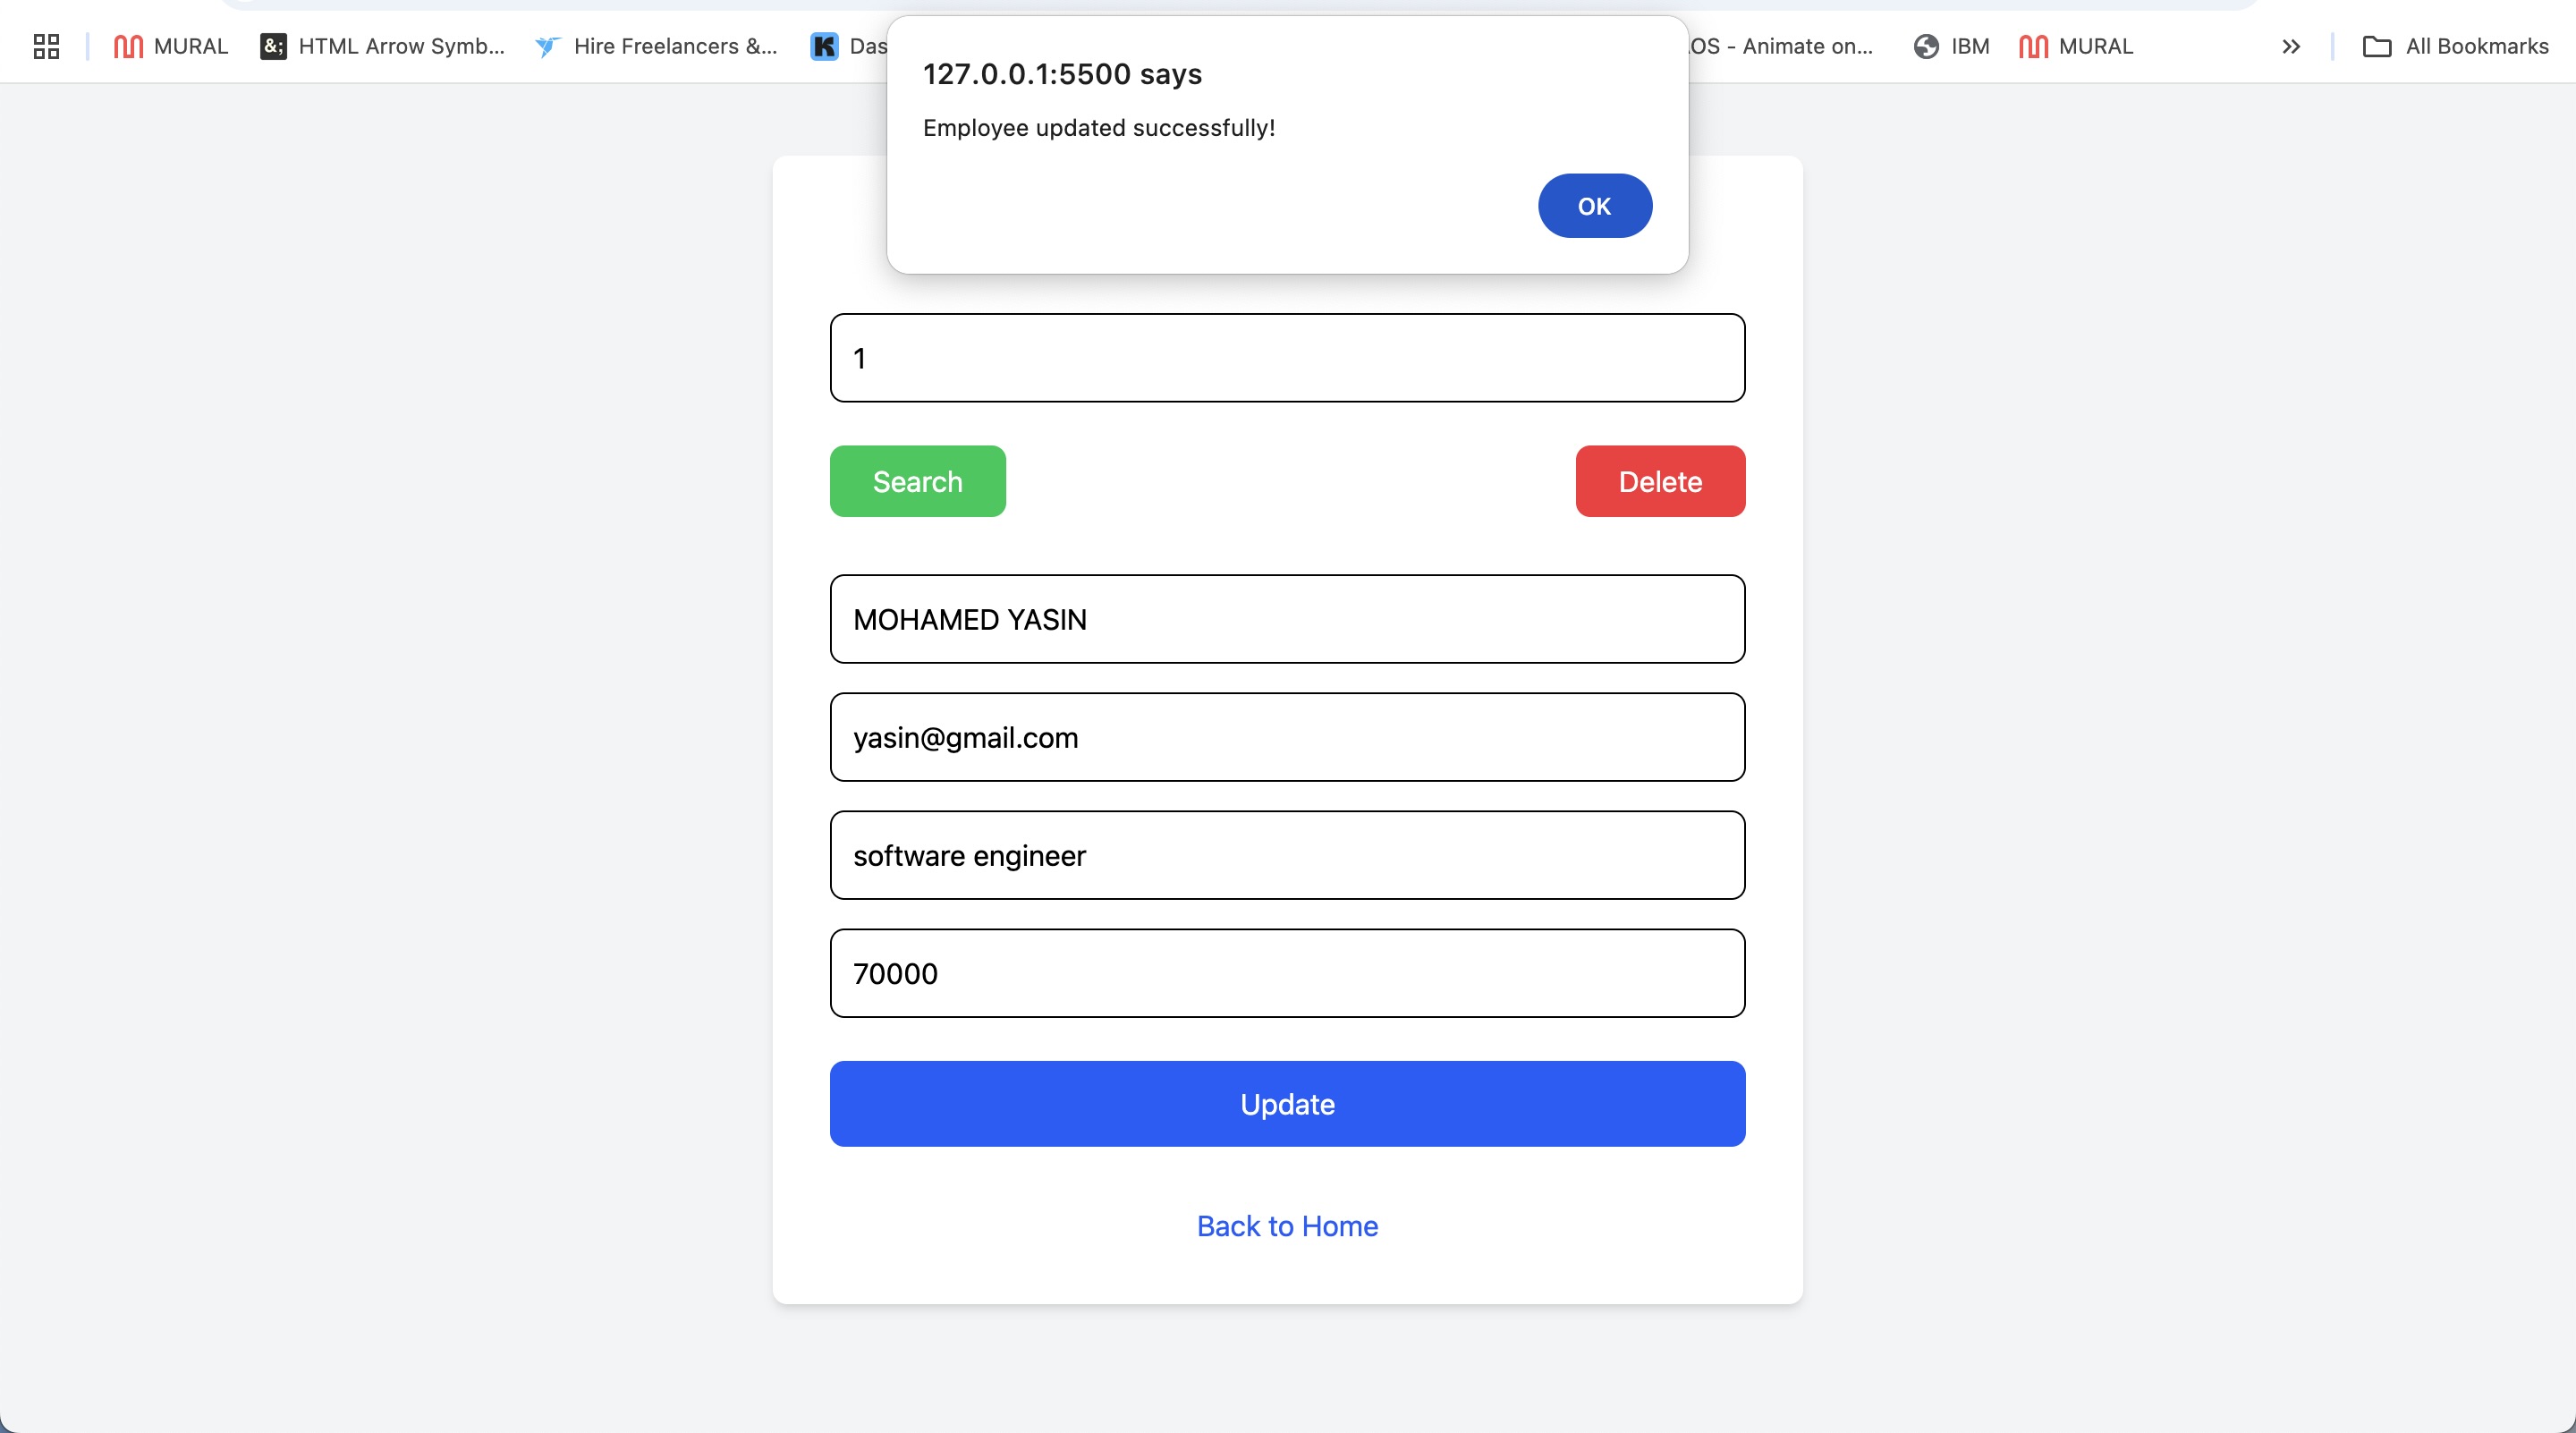 MURAL
&; HTML Arrow Symb...
Hire Freelancers &...
K
OS - Animate on...
IBM
MURAL
All Bookmarks
127.0.0.1:5500 says
Employee updated successfully!
OK
1
Search
Delete
MOHAMED YASIN
yasin@gmail.com
software engineer
70000
Update
Back to Home